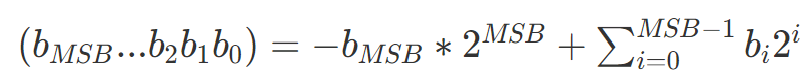 (b_{MSB}...b_2b_1b_0) = -b_{MSB} * 2^{MSB} + \sum_{i=0}^{MSB-1} b_i 2^i